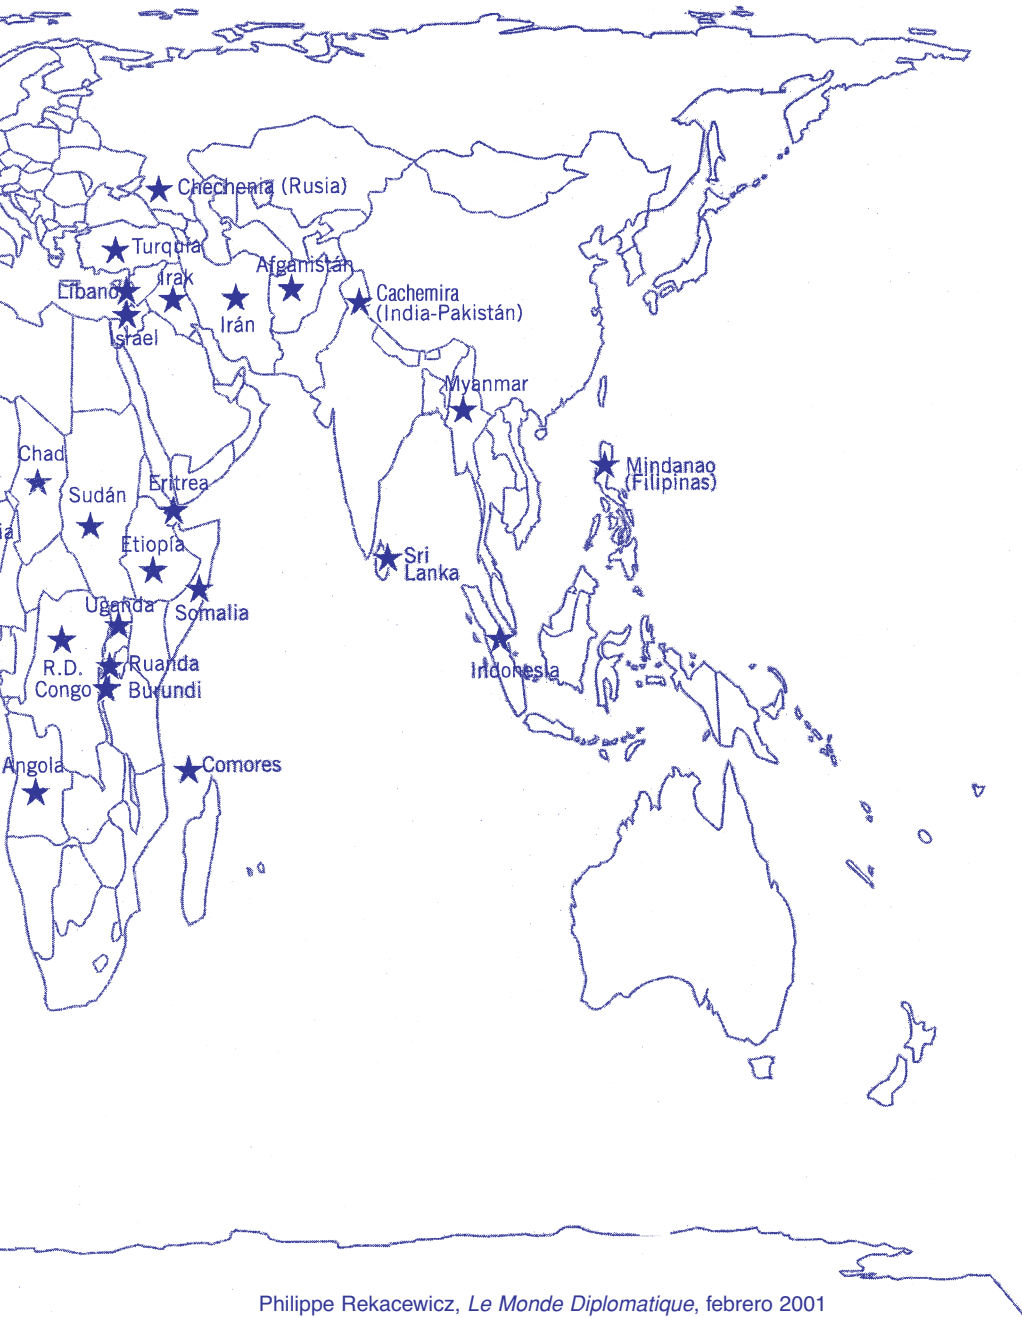 Chechenia (Rusia)
Turquía
Afganistán
Irak
Líbano
Cachemira
(India-Pakistán)
Irán
Israel
Myanmar
Chad
Mindanao
(Filipinas)
Eritrea
Sudán
ia
Etiopía
Sri
Lanka
Uganda
Somalia
R.D.
Congo
Ruanda
Burundi
Indonesia
Angola
Comores
Philippe Rekacewicz, Le Monde Diplomatique, febrero 2001